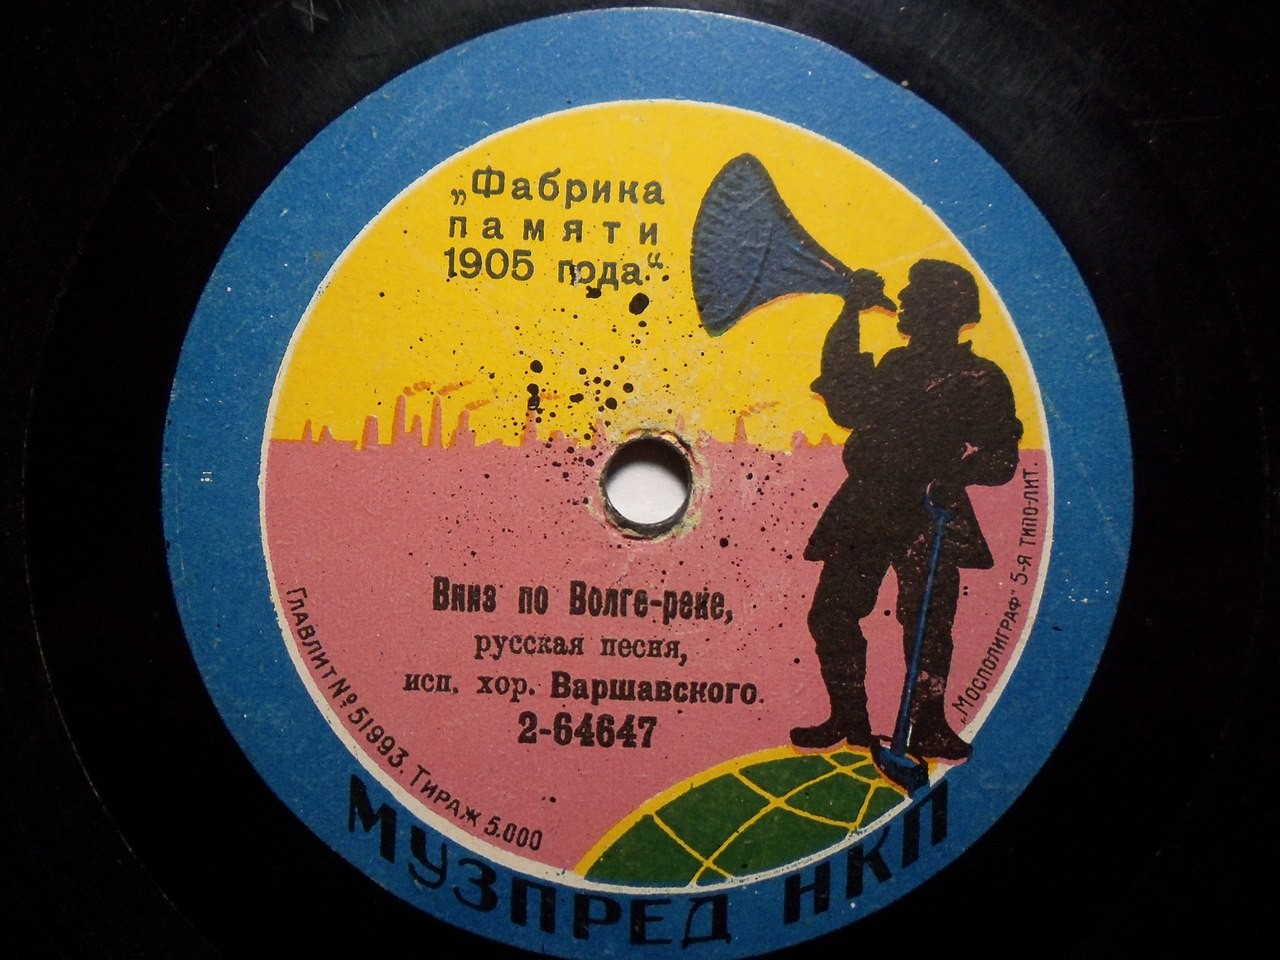 „Фабрика
памяти
1905 года“
Вниз по Волге-реке,
русская песня,
исп. хор. Варшавского.
2-64647
Главлит № 51993. Тираж 5.000
„Мосполиграф“ 5-я типо-лит.
МУЗПРЕД НКП